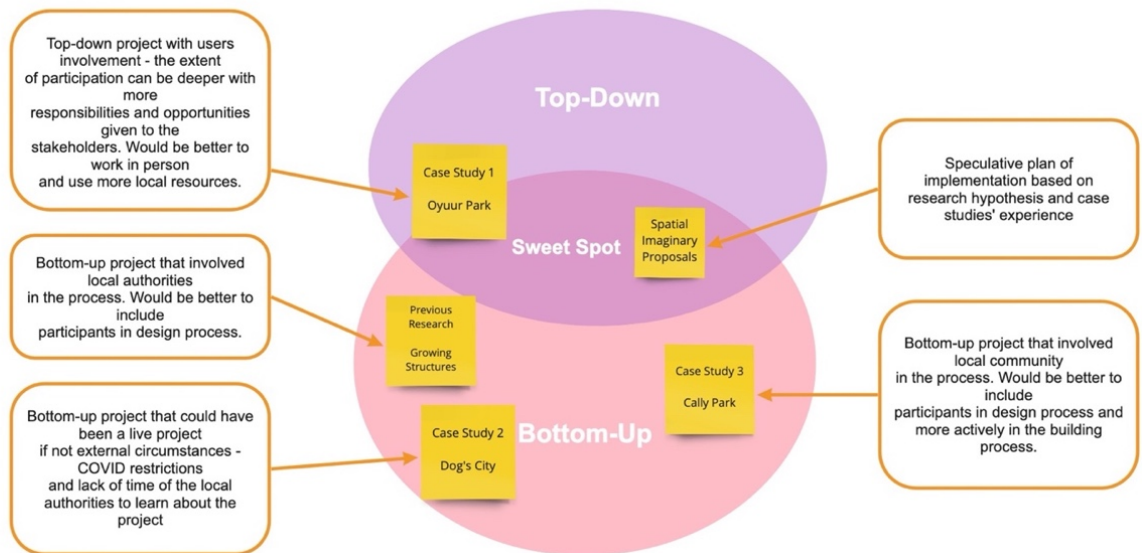 Top-down project with users
involvement - the extent
of participation can be deeper with
more
responsibilities and opportunities
given to the
stakeholders. Would be better to
work in person
and use more local resources.
Bottom-up project that involved
local authorities
in the process. Would be better to
include
participants in design process.
Bottom-up project that could have
been a live project
if not external circumstances -
COVID restrictions
and lack of time of the local
authorities to learn about the
project
Top-Down
Case Study 1
Oyuur Park
Sweet Spot
Spatial
Imaginary
Proposals
Previous
Research
Growing
Structures
Case Study 3
Cally Park
Case Study 2
Dog's City
Bottom-Up
Speculative plan of
implementation based on
research hypothesis and case
studies' experience
Bottom-up project that involved
local community
in the process. Would be better to
include
participants in design process and
more actively in the building
process.